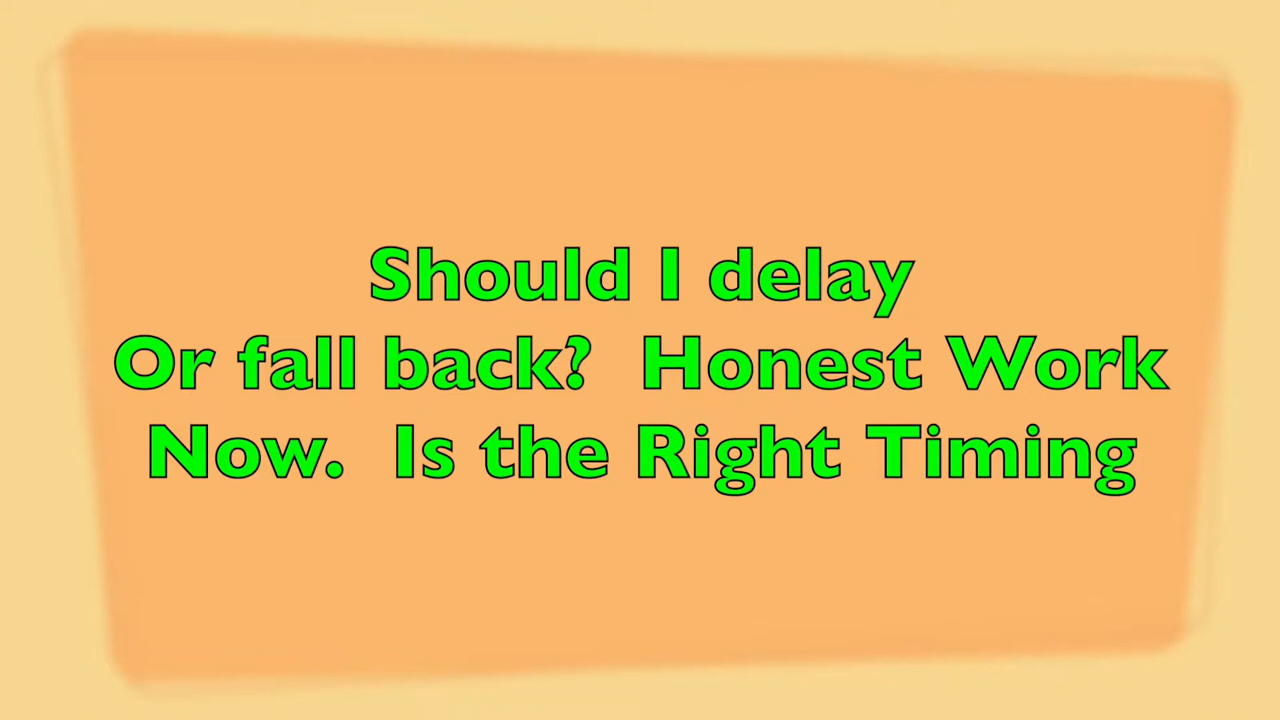 Should I delay
Or fall back?  Honest Work
Now.  Is the Right Timing